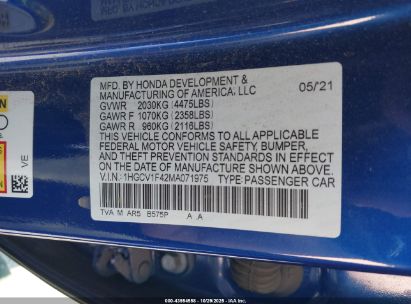 MFD. BY HONDA DEVELOPMENT &
MANUFACTURING OF AMERICA, LLC 05/21
GVWR 2030KG (4475LBS)
GAWR F 1070KG (2358LBS)
GAWR R 960KG (2116LBS)
THIS VEHICLE CONFORMS TO ALL APPLICABLE
FEDERAL MOTOR VEHICLE SAFETY, BUMPER,
AND THEFT PREVENTION STANDARDS IN EFFECT
ON THE DATE OF MANUFACTURE SHOWN ABOVE.
V.I.N.: 1HGCV1F42MA071975 TYPE: PASSENGER CAR
TVA M AR5 B575P A A
VE